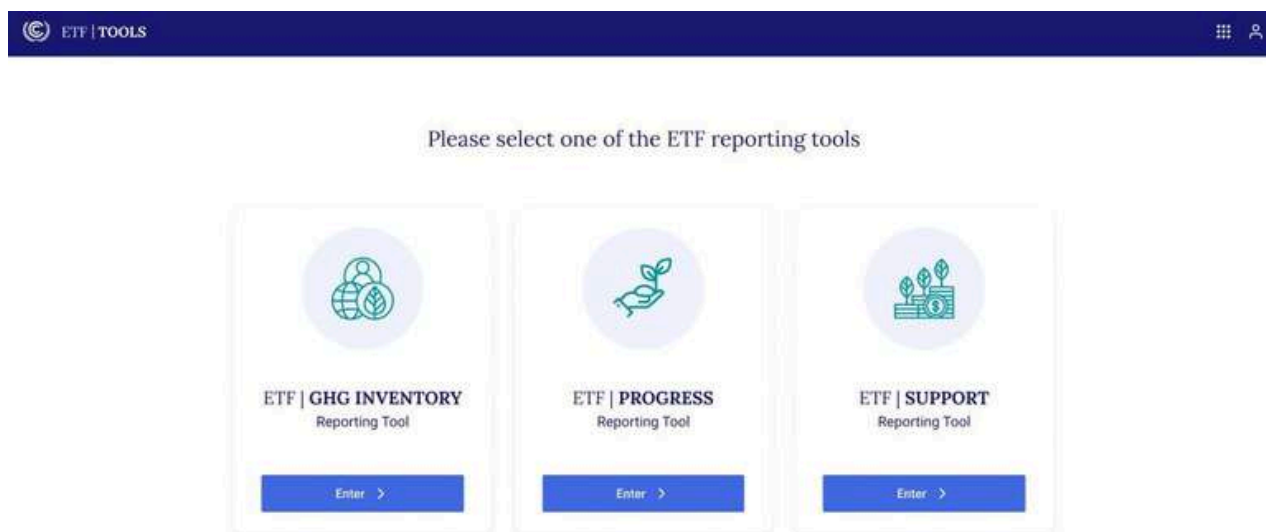 ETF | TOOLS
Please select one of the ETF reporting tools
ETF | GHG INVENTORY
Reporting Tool
Enter >
ETF | PROGRESS
Reporting Tool
Enter >
ETF | SUPPORT
Reporting Tool
Enter >